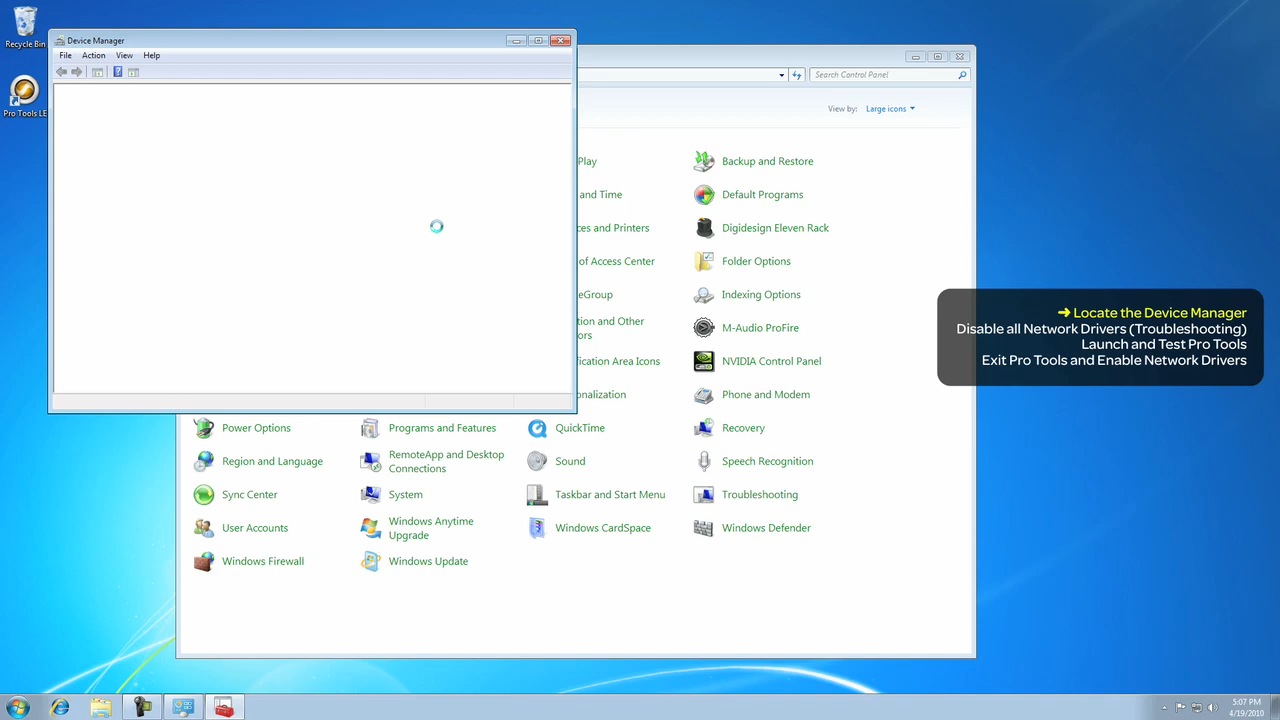 Recycle Bin
Pro Tools LE
Device Manager
File Action View Help
Search Control Panel
View by: Large icons
Play
Backup and Restore
and Time
Default Programs
ces and Printers
Digidesign Eleven Rack
of Access Center
Folder Options
eGroup
Indexing Options
tion and Other
ors
M-Audio ProFire
fication Area Icons
NVIDIA Control Panel
onalization
Phone and Modem
Power Options
Programs and Features
QuickTime
Recovery
Region and Language
RemoteApp and Desktop
Connections
Sound
Speech Recognition
Sync Center
System
Taskbar and Start Menu
Troubleshooting
User Accounts
Windows Anytime
Upgrade
Windows CardSpace
Windows Defender
Windows Firewall
Windows Update
➜ Locate the Device Manager
Disable all Network Drivers (Troubleshooting)
Launch and Test Pro Tools
Exit Pro Tools and Enable Network Drivers
5:07 PM
4/19/2010